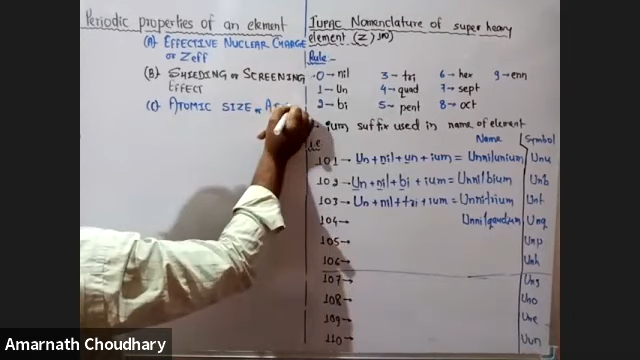 Periodic properties of an element
(A) EFFECTIVE NUCLEAR CHARGE
or Zeff
(B) SHIEDING or SCREENING
EFFECT
(C) ATOMIC SIZE or
IUPAC Nomenclature of super heavy
element (Z > 100)
Rule:-
0 → nil 3 → tri 6 → hex 9 → enn
1 → Un 4 → quad 7 → sept
2 → bi 5 → pent 8 → oct
ium suffix used in name of element
i.e Name Symbol
101 → Un + nil + un + ium = Unnilunium Unu
102 → Un + nil + bi + ium = Unnilbium Unb
103 → Un + nil + tri + ium = Unniltrium Unt
104 → Unnilquadium Unq
105 → Unp
106 → Unh
107 → Uns
108 → Uno
109 → Une
110 → Uun
Amarnath Choudhary